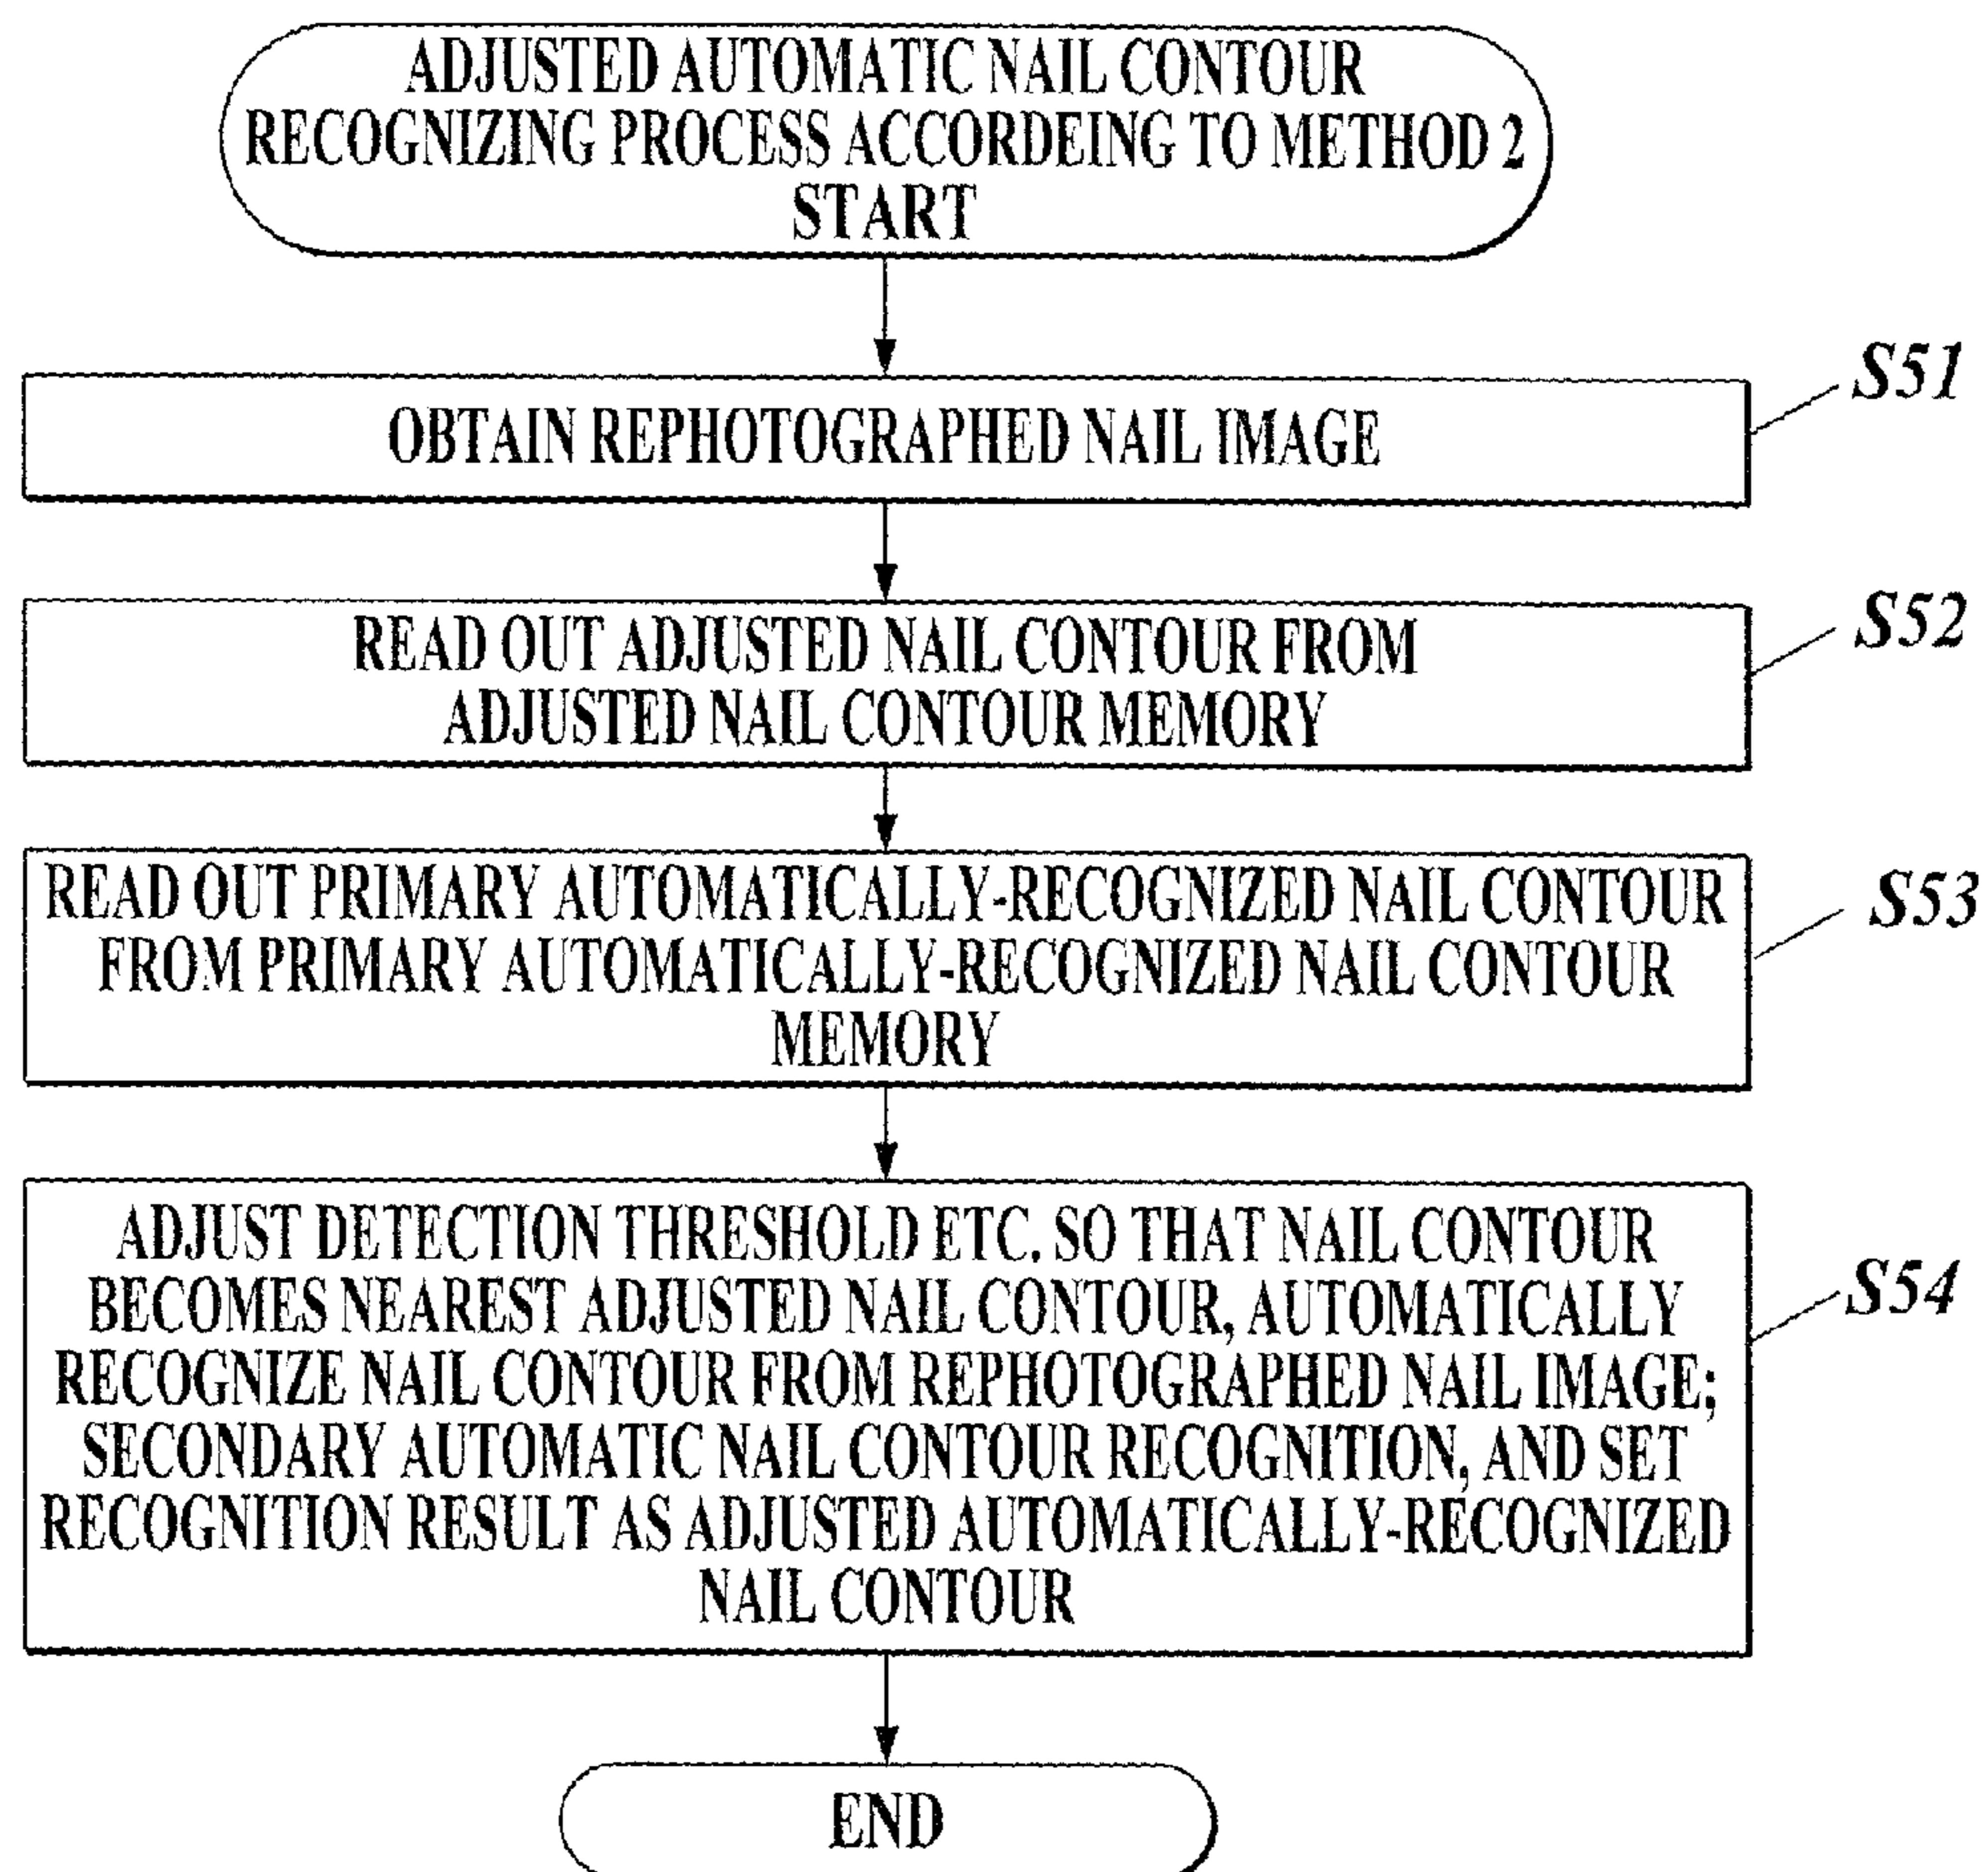 ADJUSTED AUTOMATIC NAIL CONTOUR
RECOGNIZING PROCESS ACCORDEING TO METHOD 2
START
S51
OBTAIN REPHOTOGRAPHED NAIL IMAGE
S52
READ OUT ADJUSTED NAIL CONTOUR FROM
ADJUSTED NAIL CONTOUR MEMORY
S53
READ OUT PRIMARY AUTOMATICALLY-RECOGNIZED NAIL CONTOUR
FROM PRIMARY AUTOMATICALLY-RECOGNIZED NAIL CONTOUR
MEMORY
S54
ADJUST DETECTION THRESHOLD ETC. SO THAT NAIL CONTOUR
BECOMES NEAREST ADJUSTED NAIL CONTOUR, AUTOMATICALLY
RECOGNIZE NAIL CONTOUR FROM REPHOTOGRAPHED NAIL IMAGE;
SECONDARY AUTOMATIC NAIL CONTOUR RECOGNITION, AND SET
RECOGNITION RESULT AS ADJUSTED AUTOMATICALLY-RECOGNIZED
NAIL CONTOUR
END